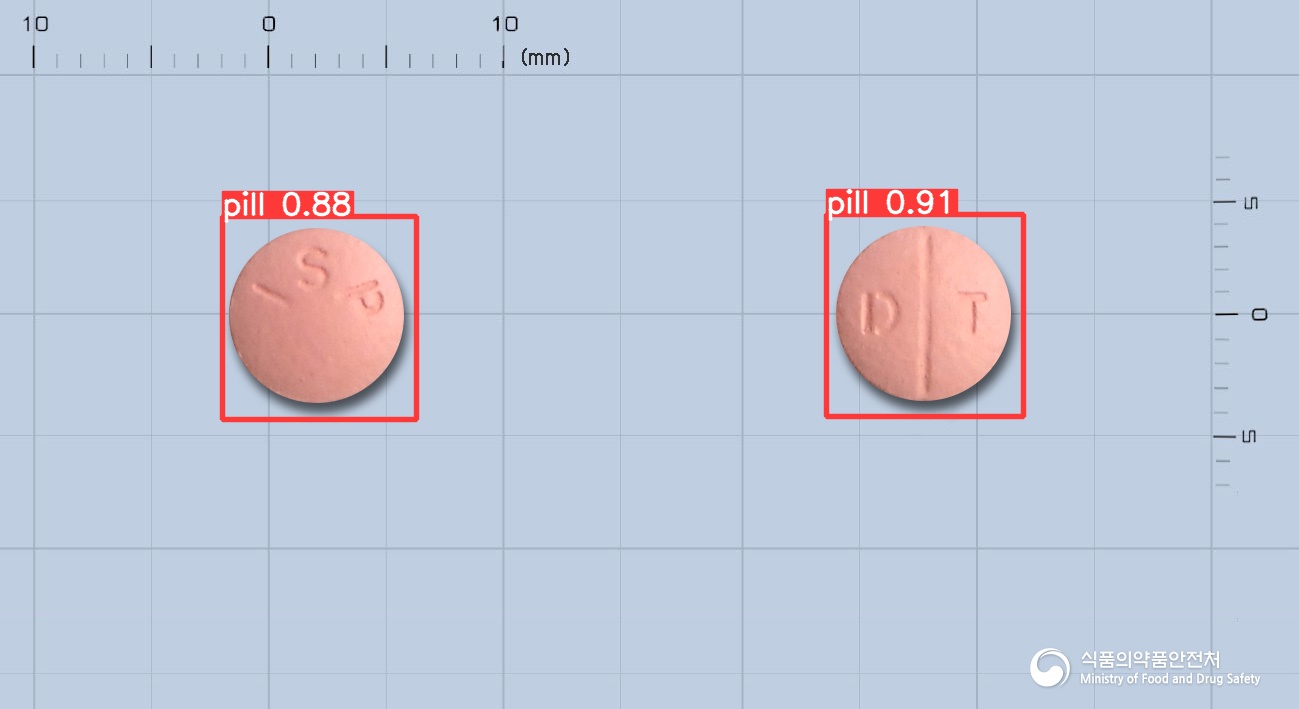 10 0 10
(mm)
pill 0.88
pill 0.91
I S P
D T
5
0
5
식품의약품안전처
Ministry of Food and Drug Safety